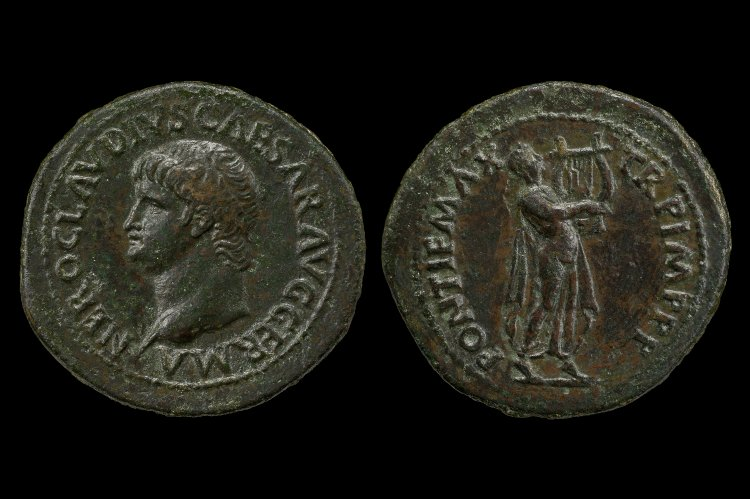 NERO CLAVDIVS CAESAR AVG GERMA
PONTIF MAX TR P IMP P P